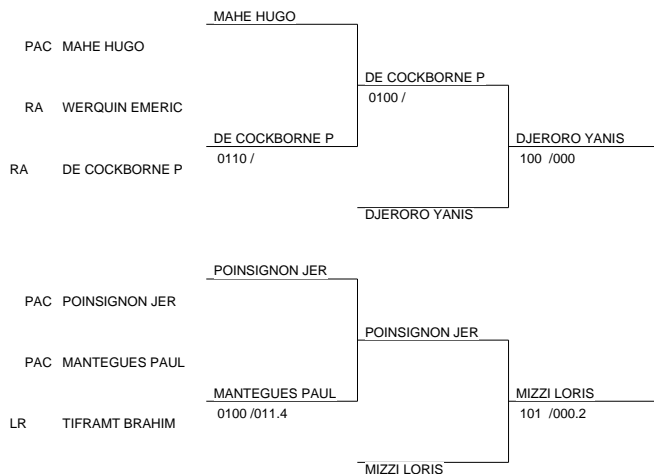 MAHE HUGO
PAC MAHE HUGO
DE COCKBORNE P
0100 /
RA WERQUIN EMERIC
DE COCKBORNE P
0110 /
DJERORO YANIS
100 /000
RA DE COCKBORNE P
DJERORO YANIS
POINSIGNON JER
PAC POINSIGNON JER
POINSIGNON JER
PAC MANTEGUES PAUL
MANTEGUES PAUL
0100 /011.4
MIZZI LORIS
101 /000.2
LR TIFRAMT BRAHIM
MIZZI LORIS